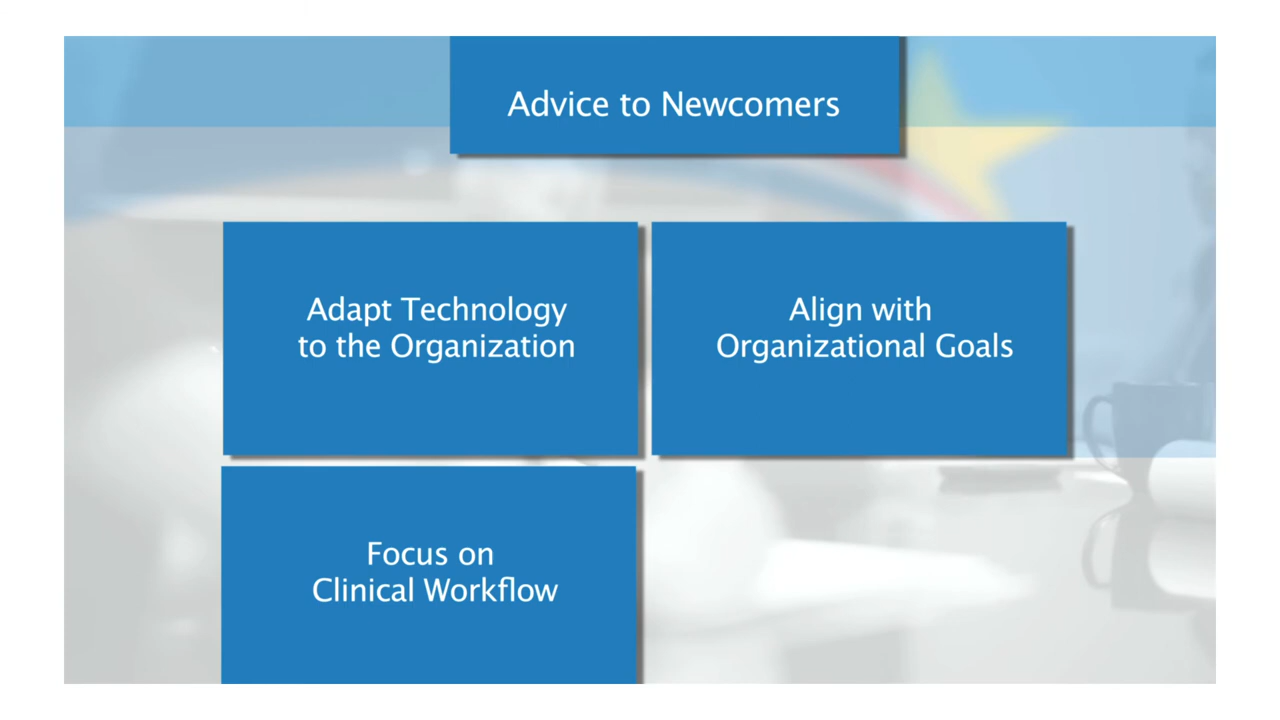 Advice to Newcomers
Adapt Technology
to the Organization
Align with
Organizational Goals
Focus on
Clinical Workflow